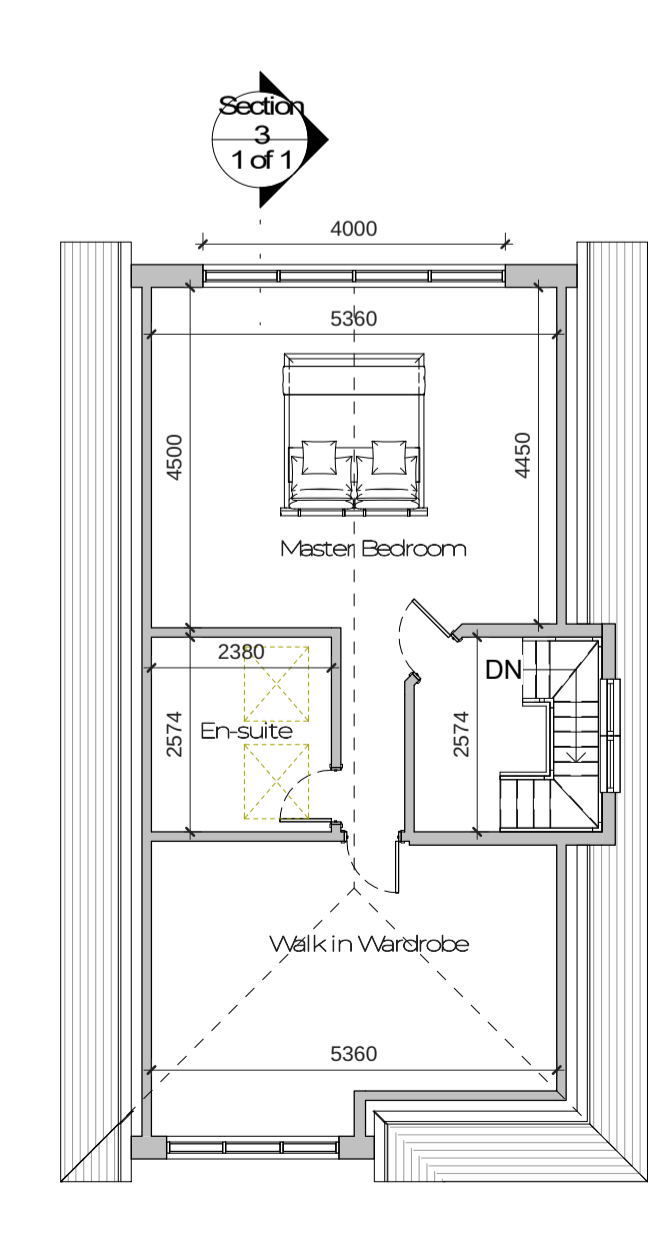 Section
3
1 of 1
4000
5360
4500
4450
Master Bedroom
2380
DN
En-suite
2574
2574
Walk in Wardrobe
5360